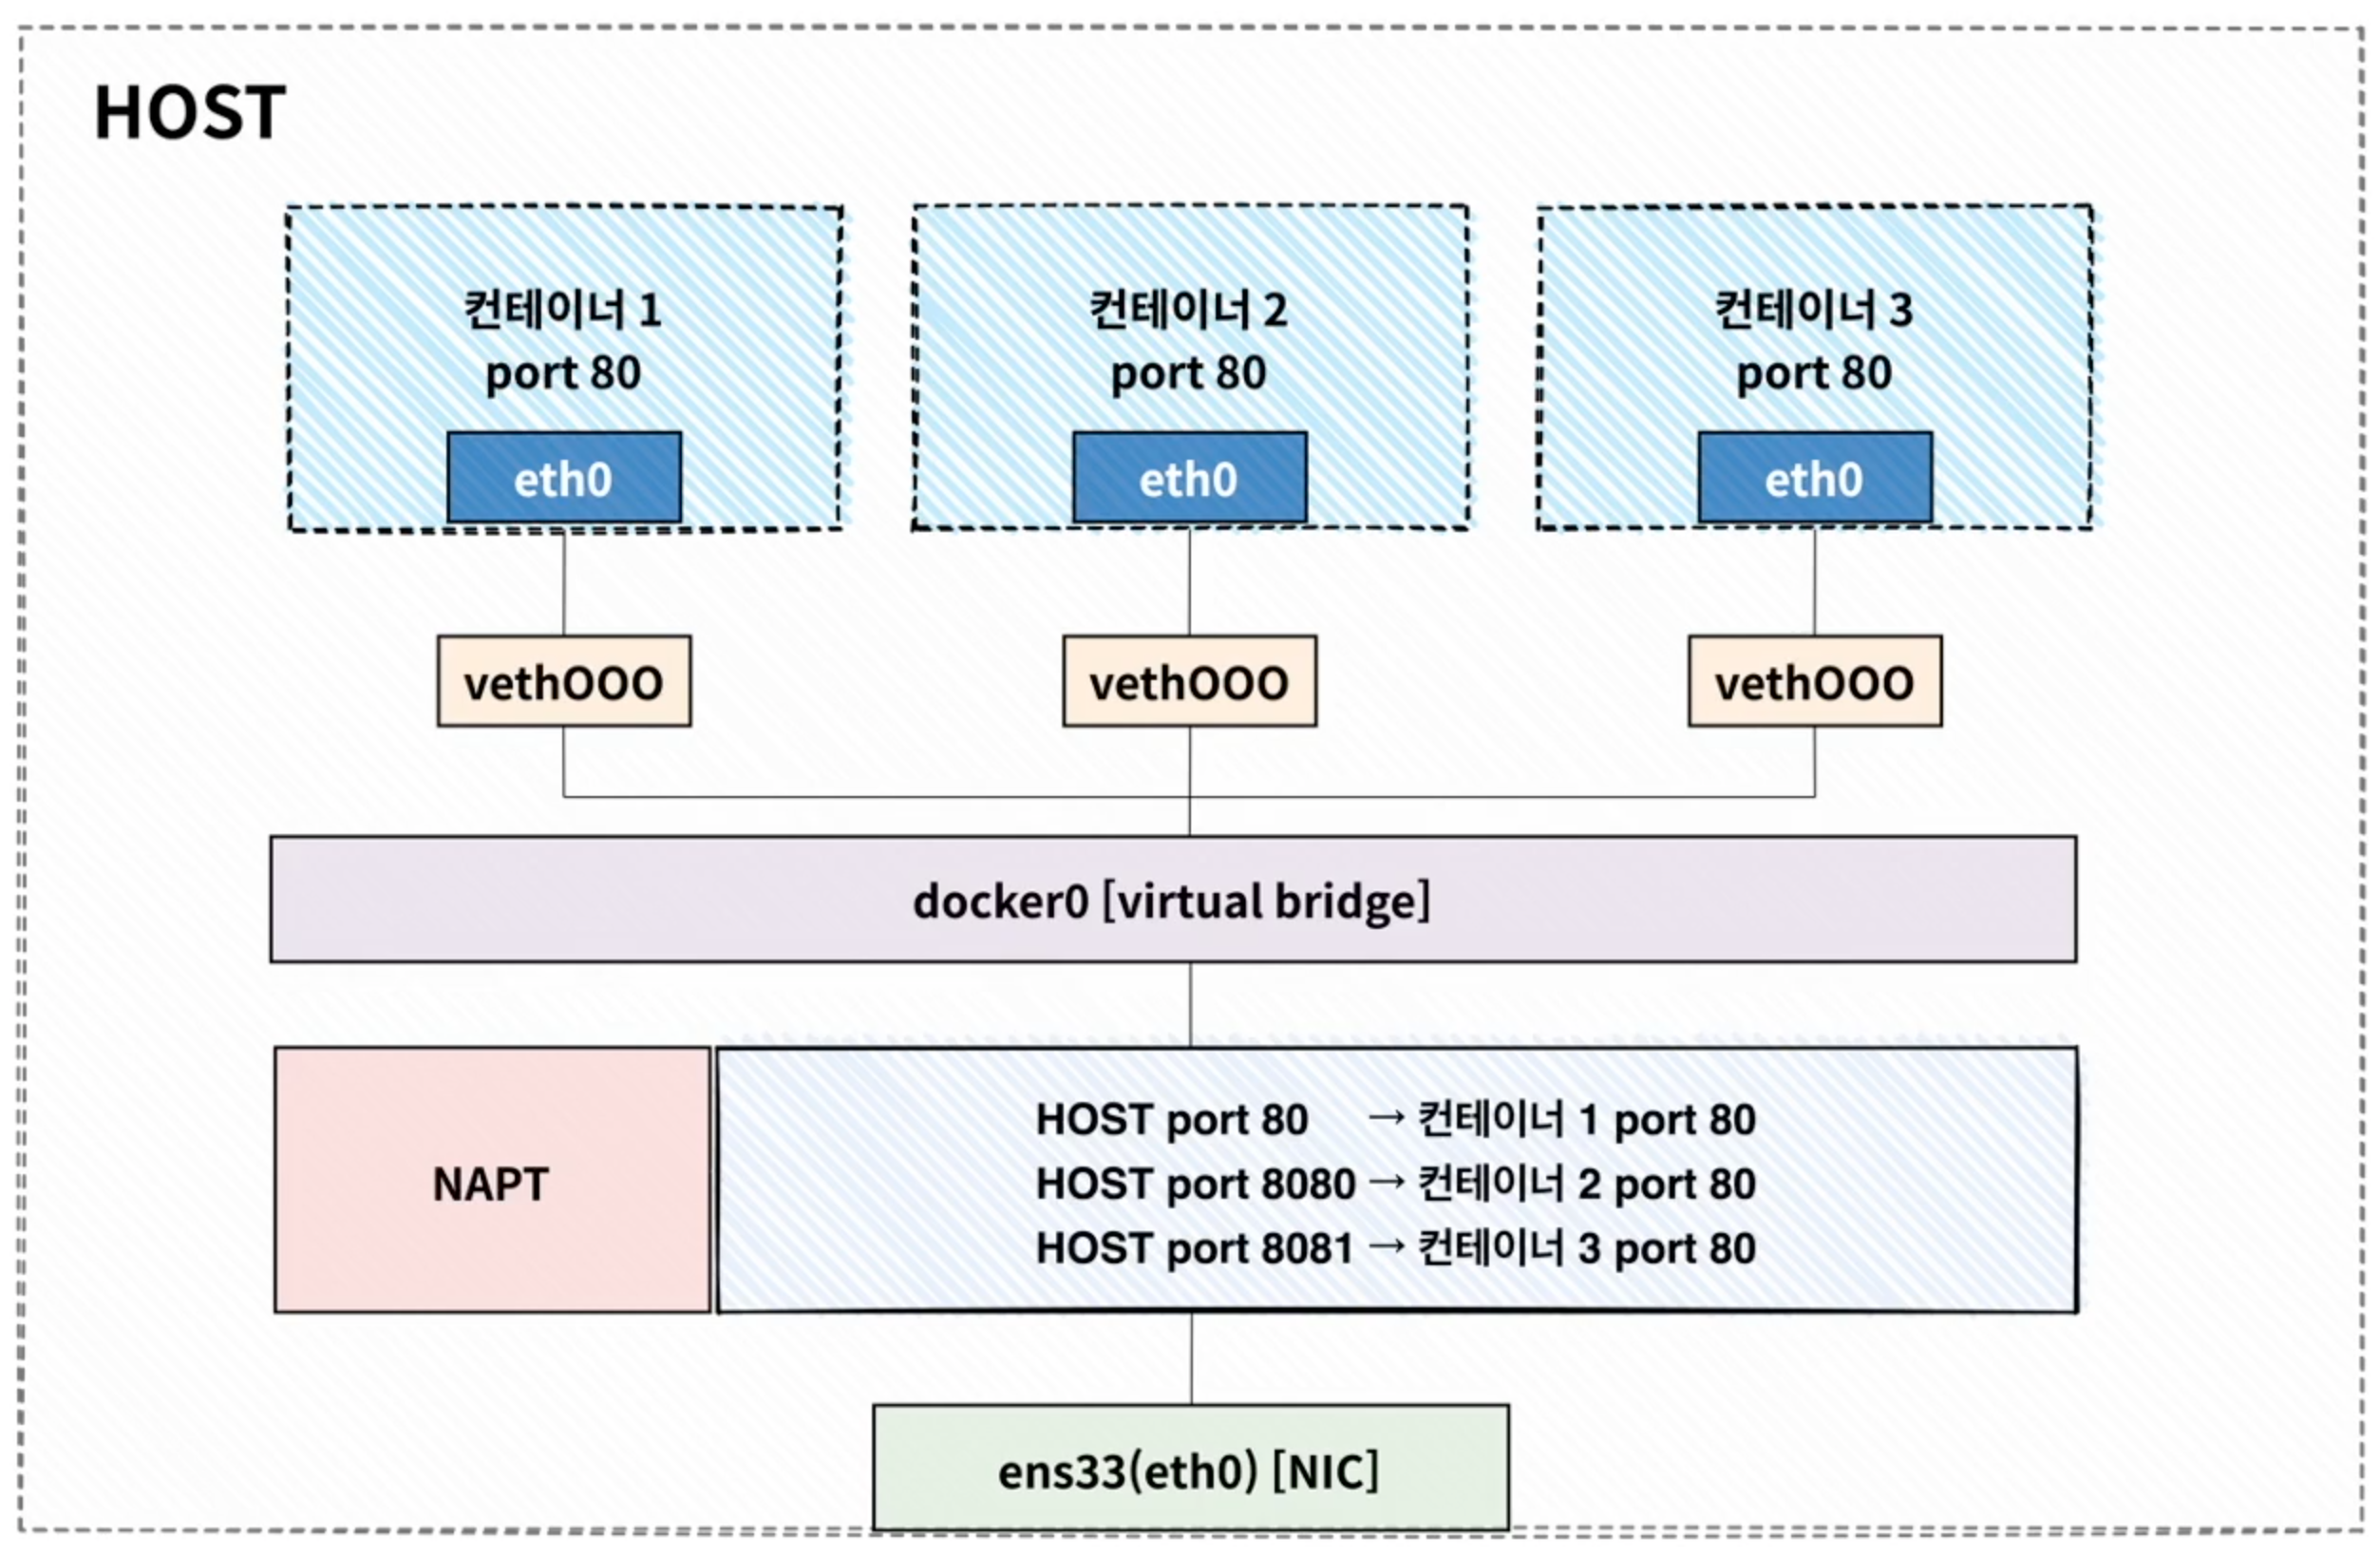 HOST
컨테이너 1
port 80
eth0
컨테이너 2
port 80
eth0
컨테이너 3
port 80
eth0
vethOOO
vethOOO
vethOOO
docker0 [virtual bridge]
NAPT
HOST port 80 → 컨테이너 1 port 80
HOST port 8080 → 컨테이너 2 port 80
HOST port 8081 → 컨테이너 3 port 80
ens33(eth0) [NIC]